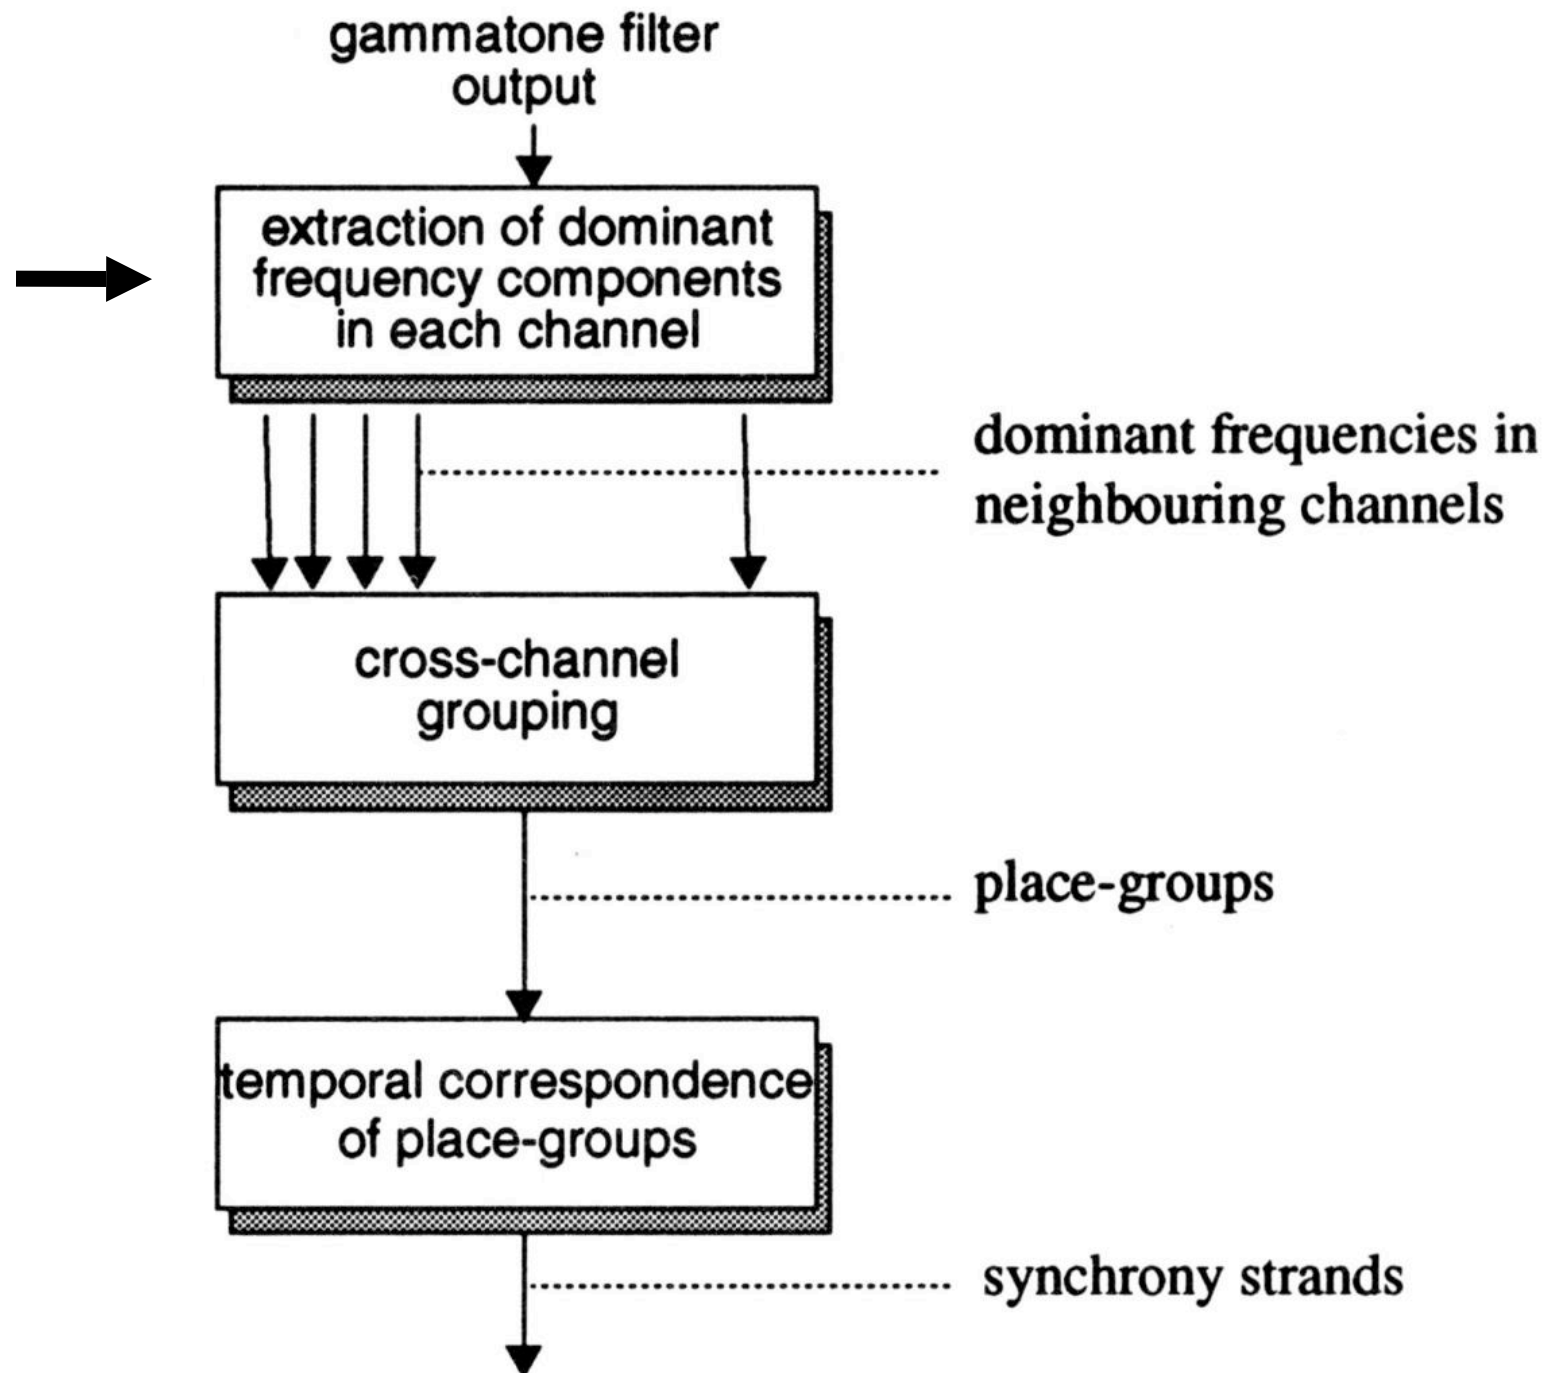 gammatone filter
output
extraction of dominant
frequency components
in each channel
dominant frequencies in
neighbouring channels
cross-channel
grouping
place-groups
temporal correspondence
of place-groups
synchrony strands